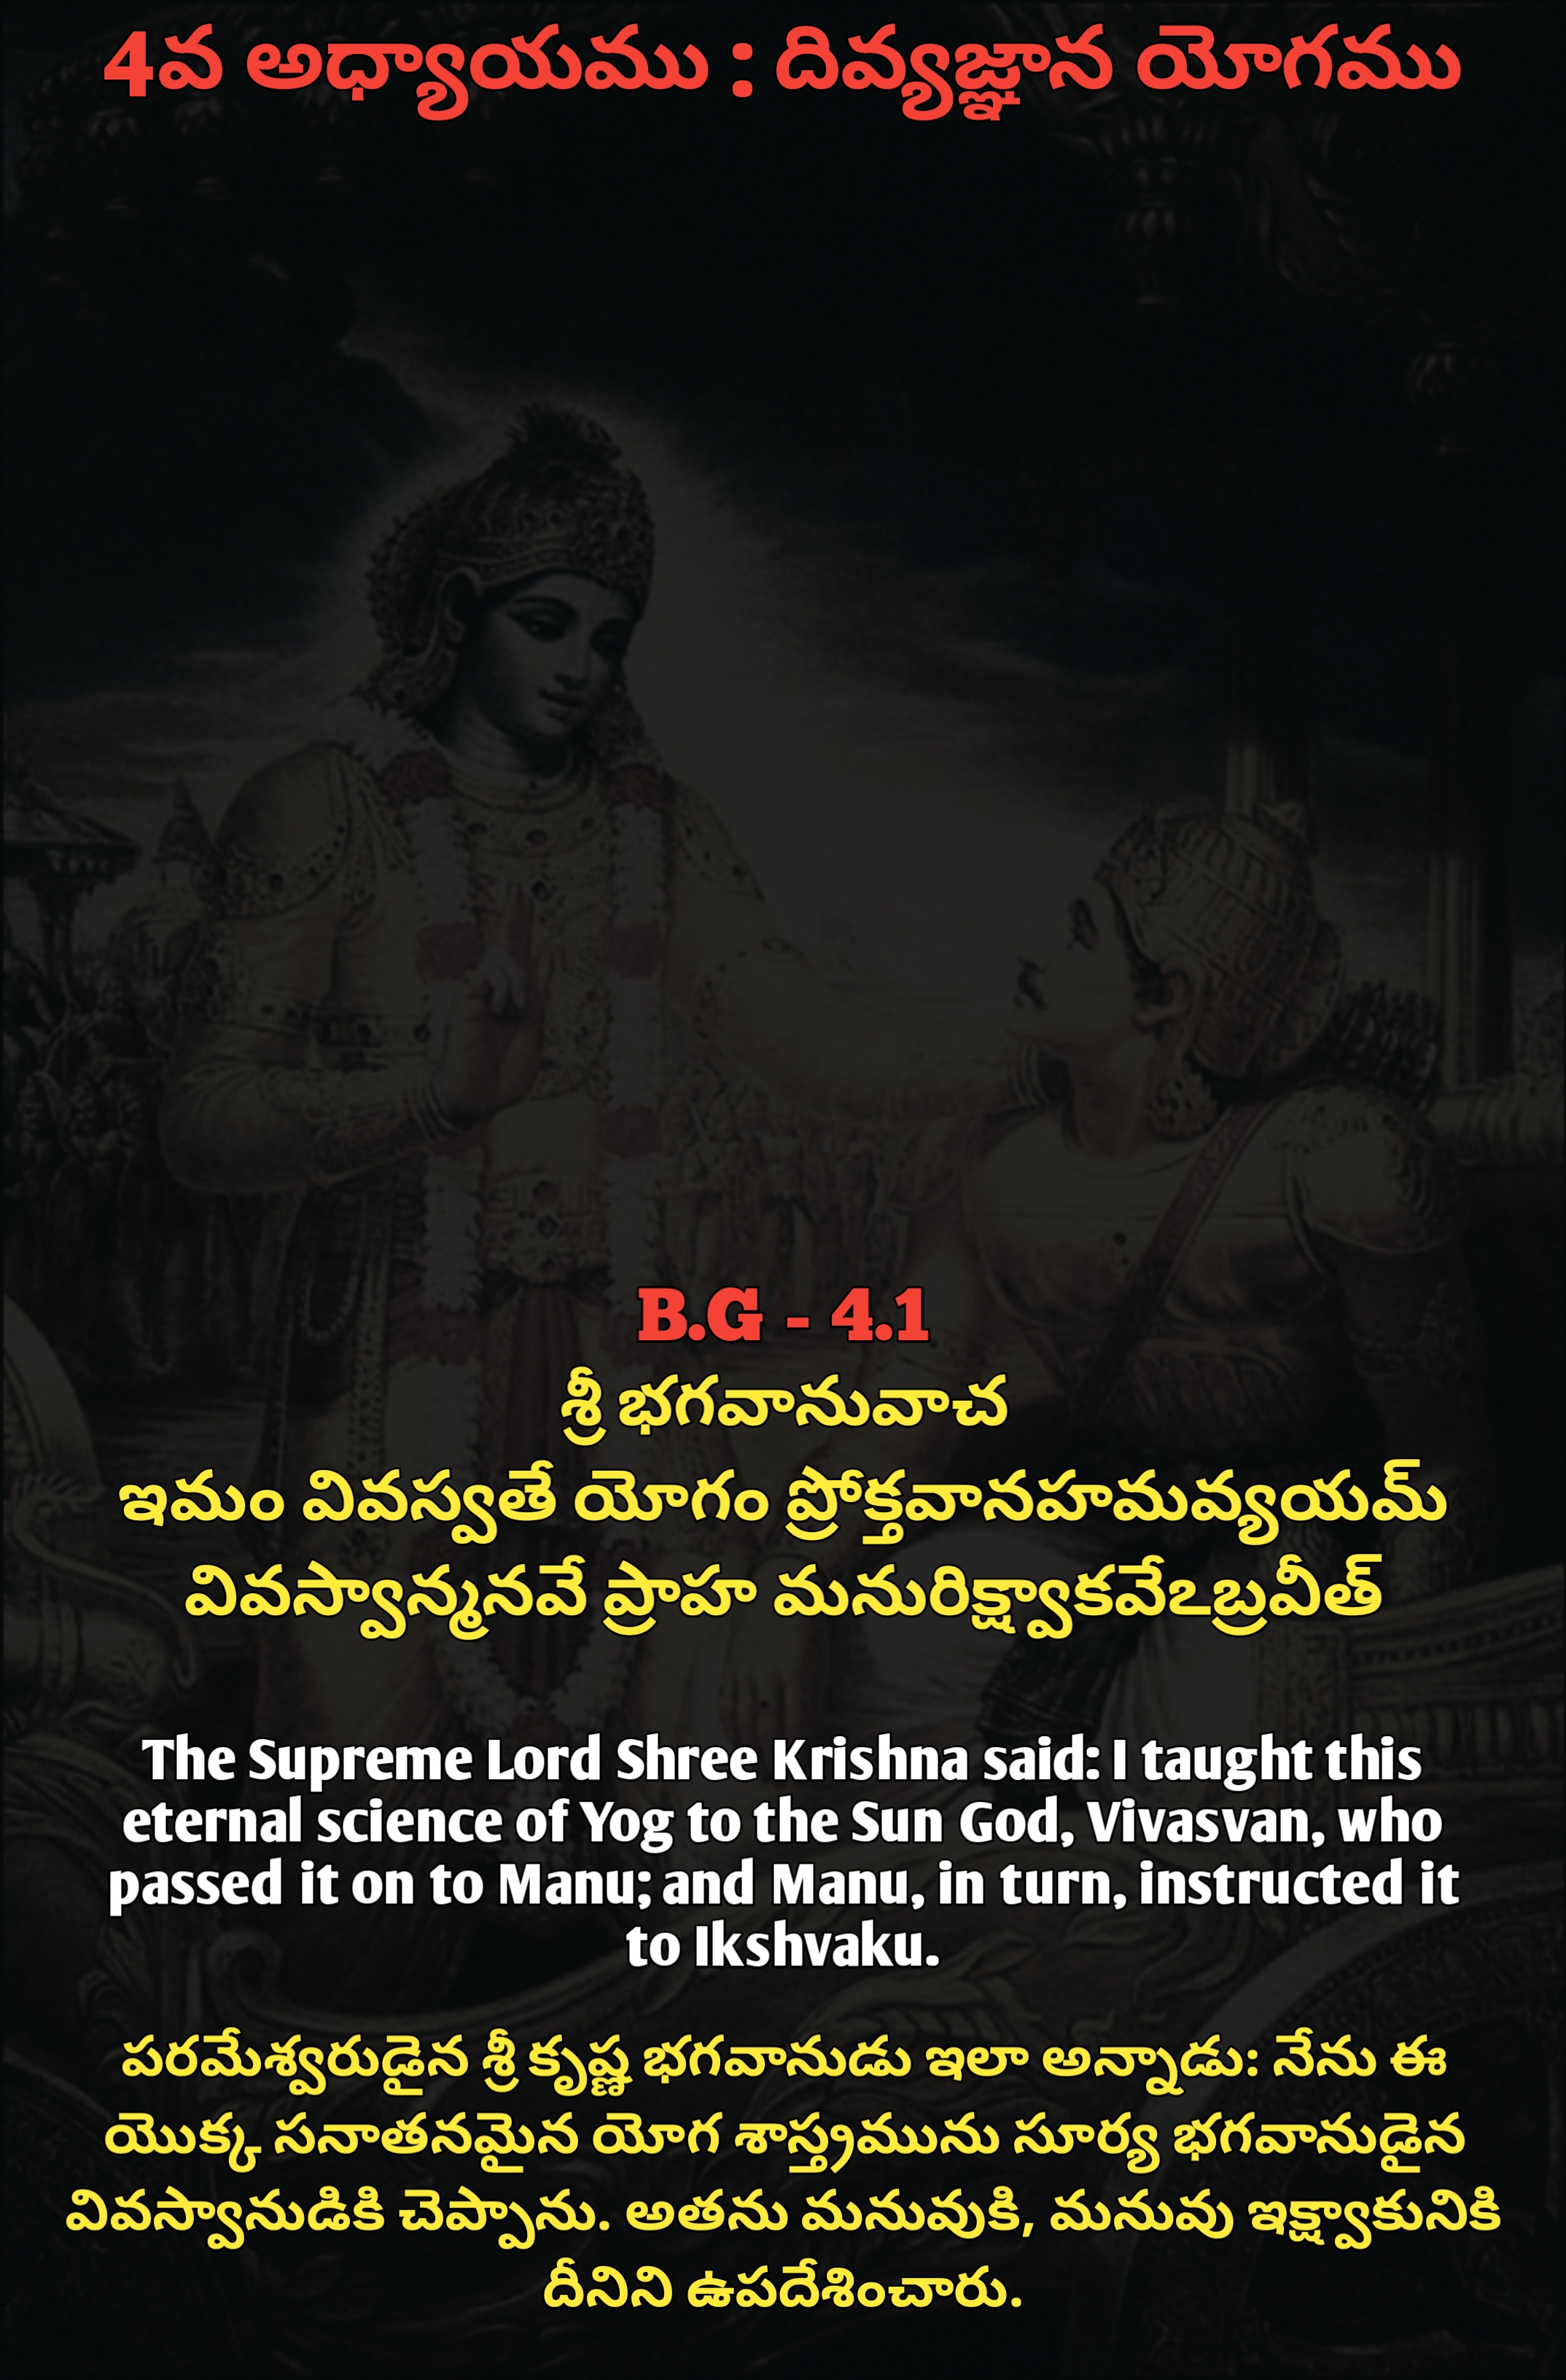 4వ అధ్యాయము : దివ్యజ్ఞాన యోగము
B.G - 4.1
శ్రీ భగవానువాచ
ఇమం వివస్వతే యోగం ప్రోక్తవానహమవ్యయమ్
వివస్వాన్మనవే ప్రాహ మనురిక్ష్వాకవేఽబ్రవీత్
The Supreme Lord Shree Krishna said: I taught this
eternal science of Yog to the Sun God, Vivasvan, who
passed it on to Manu; and Manu, in turn, instructed it
to Ikshvaku.
పరమేశ్వరుడైన శ్రీ కృష్ణ భగవానుడు ఇలా అన్నాడు: నేను ఈ
యొక్క సనాతనమైన యోగ శాస్త్రమును సూర్య భగవానుడైన
వివస్వానుడికి చెప్పాను. అతను మనువుకి, మనువు ఇక్ష్వాకునికి
దీనిని ఉపదేశించారు.